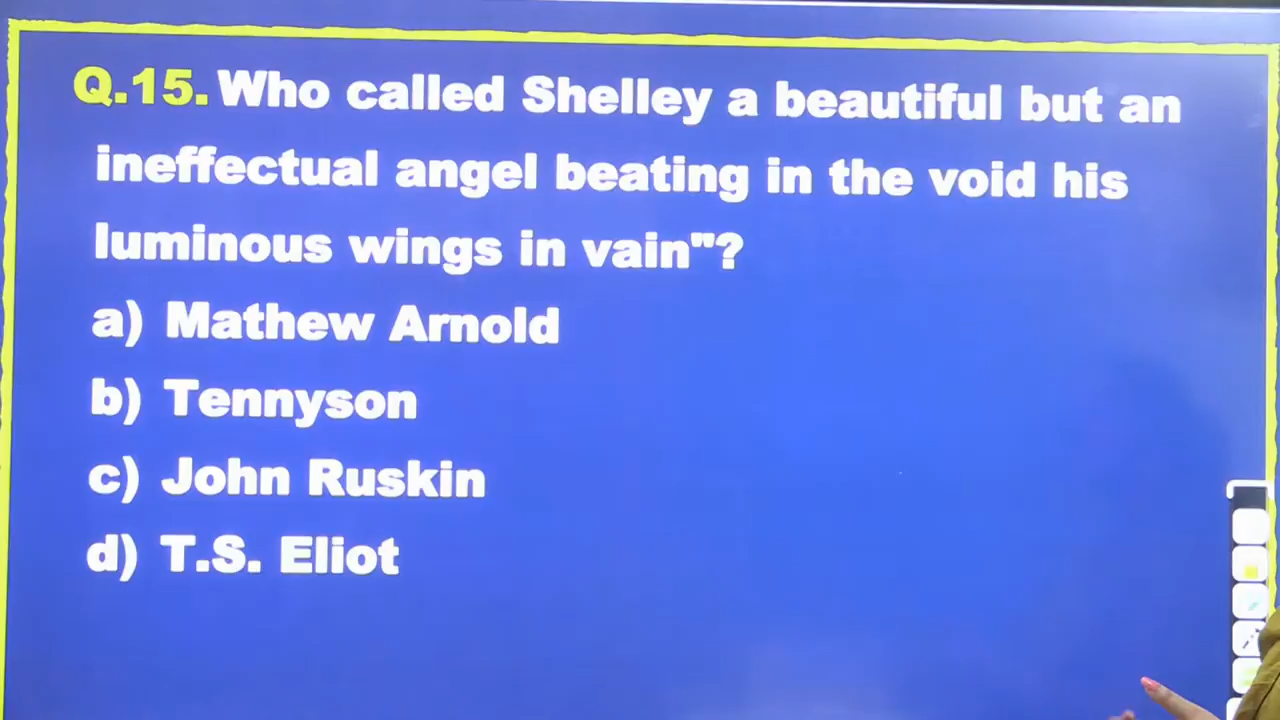 Q.15. Who called Shelley a beautiful but an
ineffectual angel beating in the void his
luminous wings in vain"?
a) Mathew Arnold
b) Tennyson
c) John Ruskin
d) T.S. Eliot